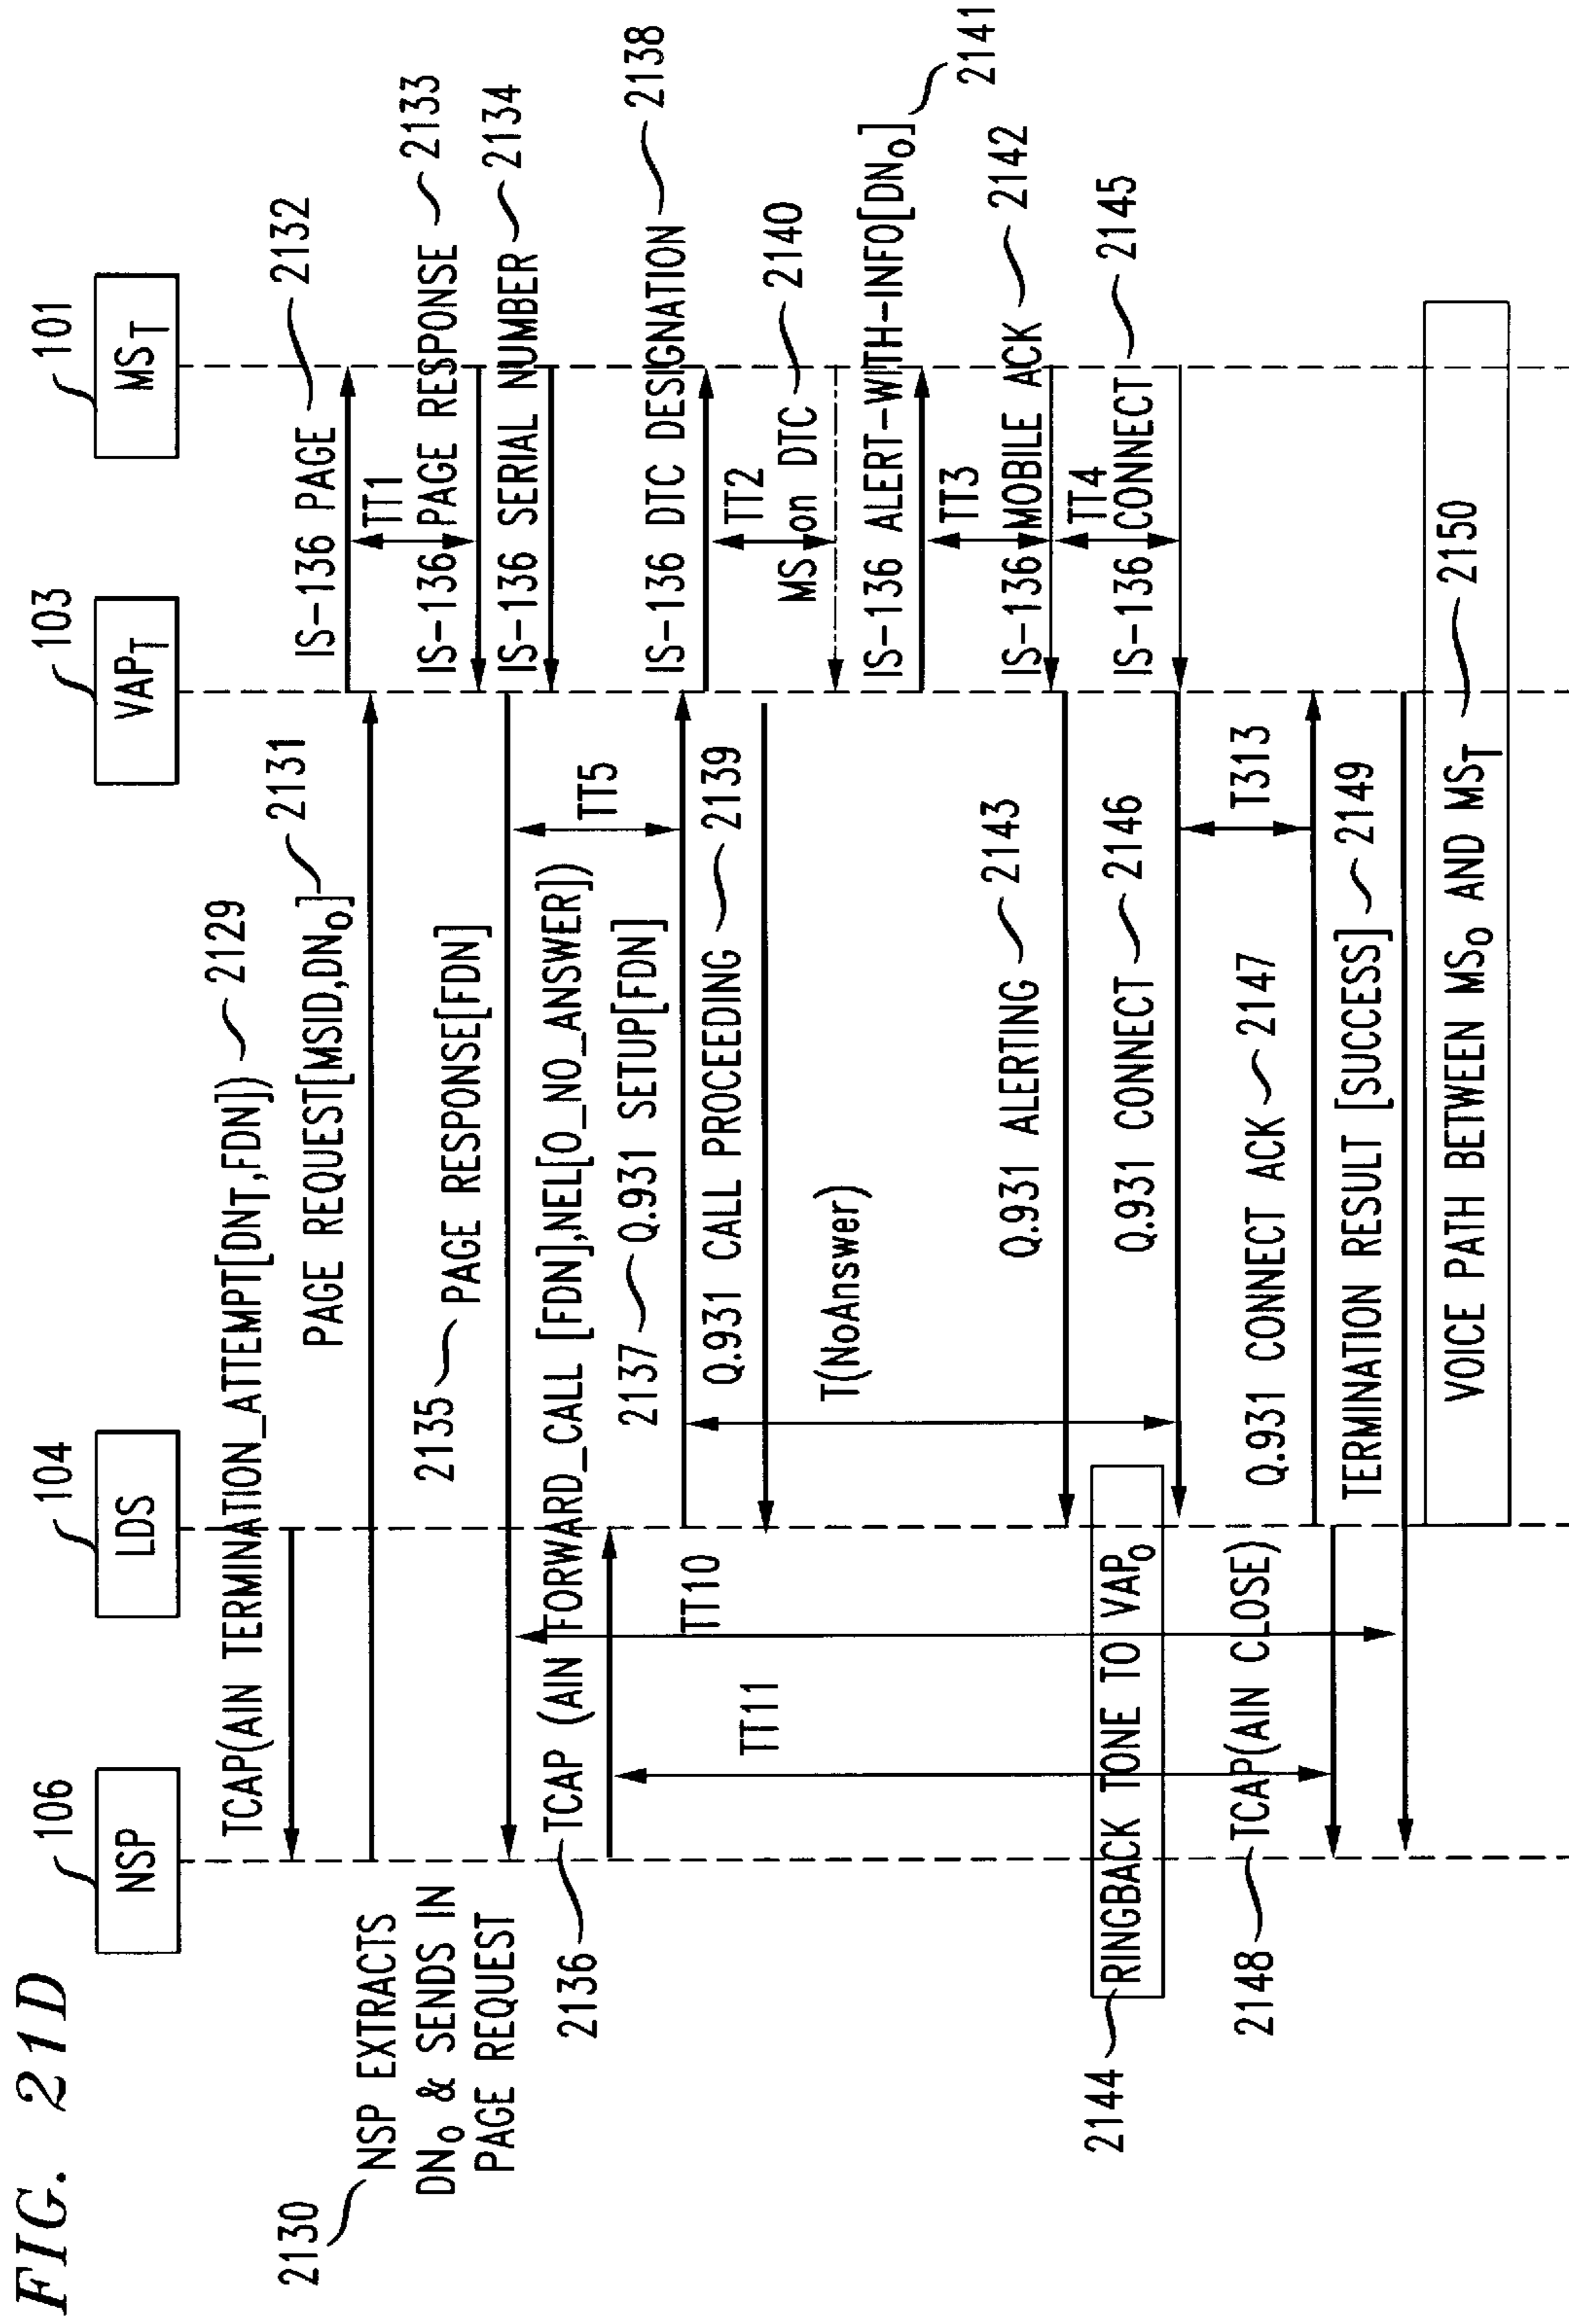 FIG. 21D
106
NSP
104
LDS
103
VAPT
101
MST
TCAP(AIN TERMINATION_ATTEMPT[DNT,FDN])
2129
2130
NSP EXTRACTS
DNO & SENDS IN
PAGE REQUEST
PAGE REQUEST[MSID,DNO]
2131
IS-136 PAGE
2132
TT1
IS-136 PAGE RESPONSE
2133
2135
PAGE RESPONSE[FDN]
IS-136 SERIAL NUMBER
2134
2136
TCAP (AIN FORWARD_CALL [FDN],NEL[O_NO_ANSWER])
TT5
2137
Q.931 SETUP[FDN]
IS-136 DTC DESIGNATION
2138
Q.931 CALL PROCEEDING
2139
TT10
TT11
TT2
MS on DTC
2140
T(NoAnswer)
IS-136 ALERT-WITH-INFO[DNO]
2141
TT3
IS-136 MOBILE ACK
2142
Q.931 ALERTING
2143
2144
RINGBACK TONE TO VAPO
TT4
IS-136 CONNECT
2145
Q.931 CONNECT
2146
T313
Q.931 CONNECT ACK
2147
2148
TCAP(AIN CLOSE)
TERMINATION RESULT [SUCCESS]
2149
VOICE PATH BETWEEN MSO AND MST
2150